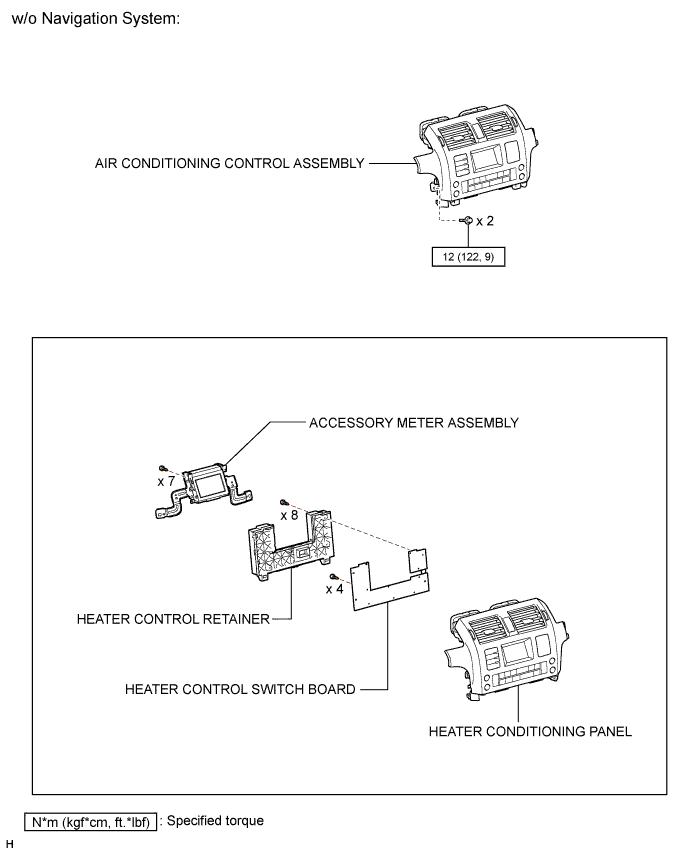 w/o Navigation System:
AIR CONDITIONING CONTROL ASSEMBLY
x 2
12 (122, 9)
ACCESSORY METER ASSEMBLY
x 7
x 8
x 4
HEATER CONTROL RETAINER
HEATER CONTROL SWITCH BOARD
HEATER CONDITIONING PANEL
N*m (kgf*cm, ft.*lbf) : Specified torque
H